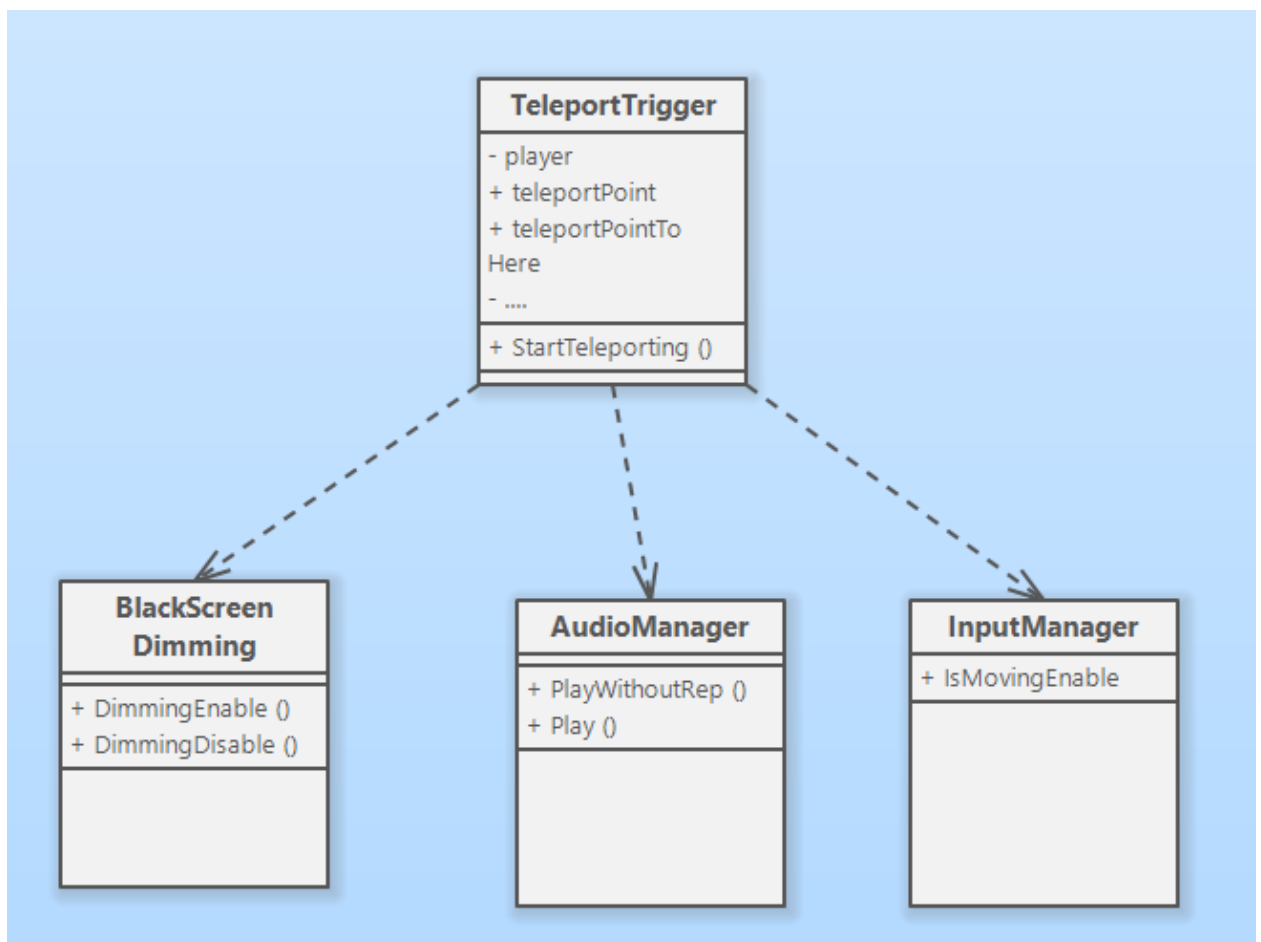 TeleportTrigger
- player
+ teleportPoint
+ teleportPointTo
Here
- ....
+ StartTeleporting ()
BlackScreen
Dimming
+ DimmingEnable ()
+ DimmingDisable ()
AudioManager
+ PlayWithoutRep ()
+ Play ()
InputManager
+ IsMovingEnable